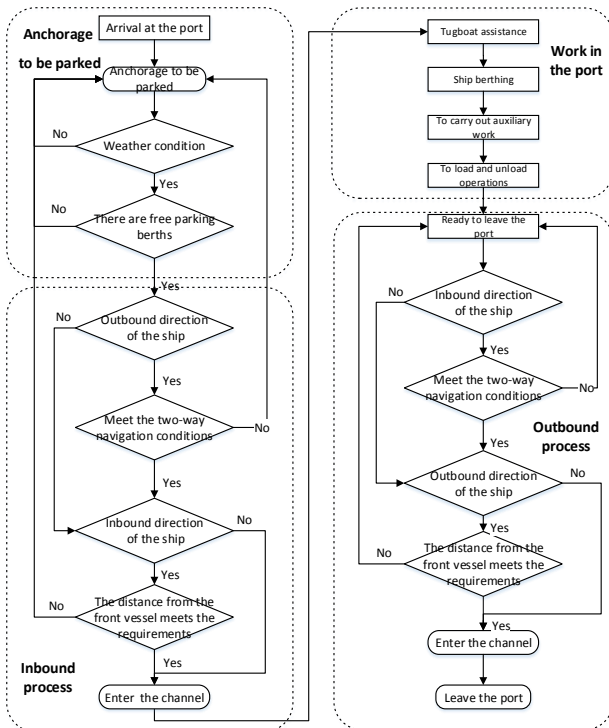 Anchorage
to be parked
Arrival at the port
Anchorage to be
parked
No
Weather condition
Yes
No
There are free parking
berths
Yes
No
Outbound direction
of the ship
Yes
Meet the two-way
navigation conditions
No
Yes
Inbound direction
of the ship
No
Yes
No
The distance from the
front vessel meets the
requirements
Yes
Inbound
process
Enter the channel
Work in
the port
Tugboat assistance
Ship berthing
To carry out auxiliary
work
To load and unload
operations
Ready to leave the
port
No
Inbound direction
of the ship
Yes
Meet the two-way
navigation conditions
No
Yes
Outbound
process
Outbound direction
of the ship
No
Yes
No
The distance from the
front vessel meets the
requirements
Yes
Enter the channel
Leave the port